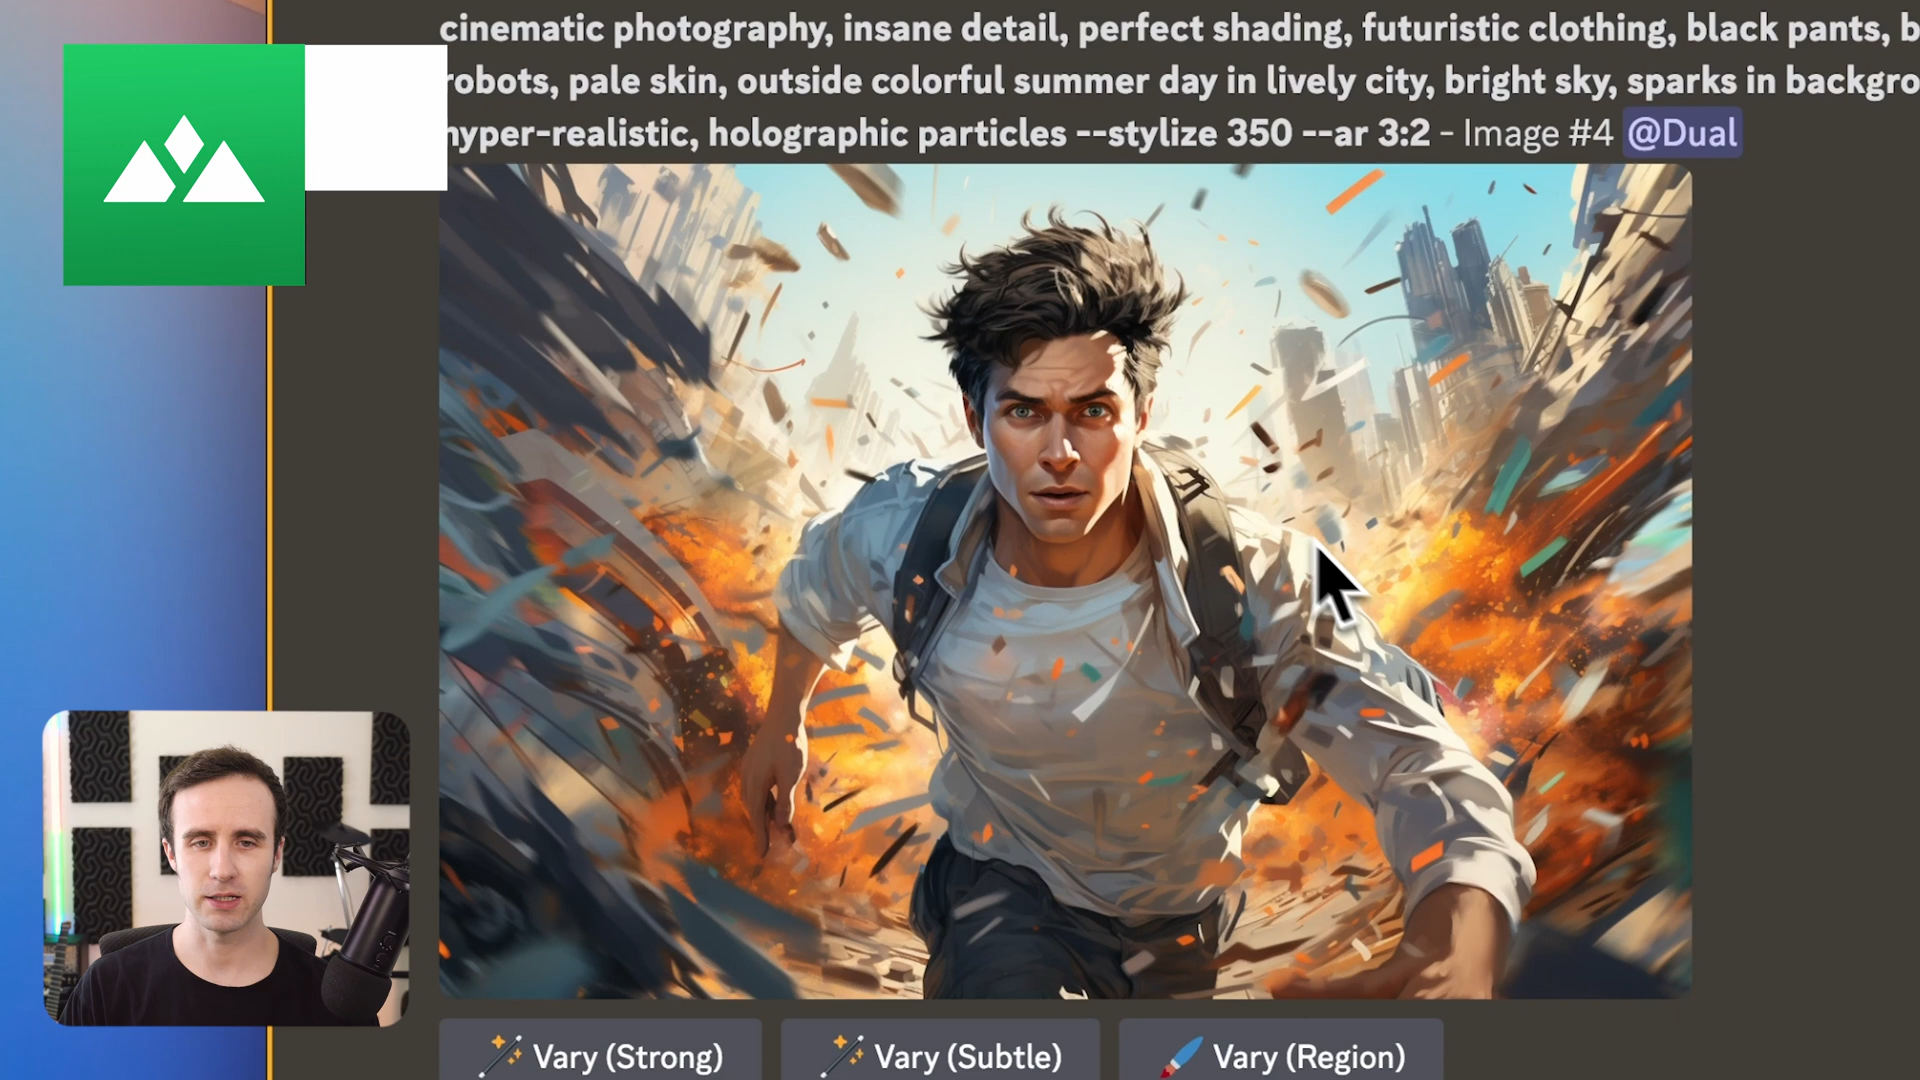 cinematic photography, insane detail, perfect shading, futuristic clothing, black pants, b
robots, pale skin, outside colorful summer day in lively city, bright sky, sparks in backgro
hyper-realistic, holographic particles --stylize 350 --ar 3:2 - Image #4 @Dual
Vary (Strong)
Vary (Subtle)
Vary (Region)